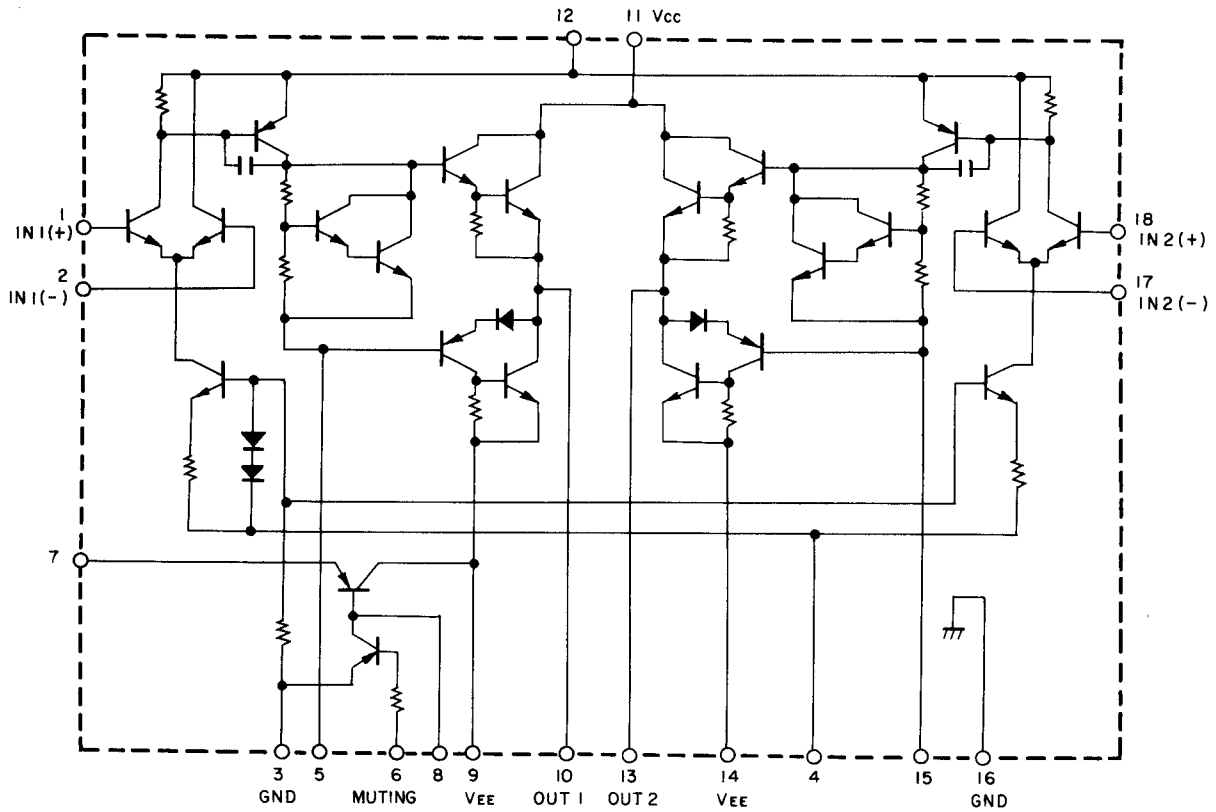 12 11 Vcc
1
IN1(+)
2
IN1(-)
18
IN2(+)
17
IN2(-)
7
3 5 6 8 9 10 13 14 4 15 16
GND MUTING VEE OUT 1 OUT 2 VEE GND